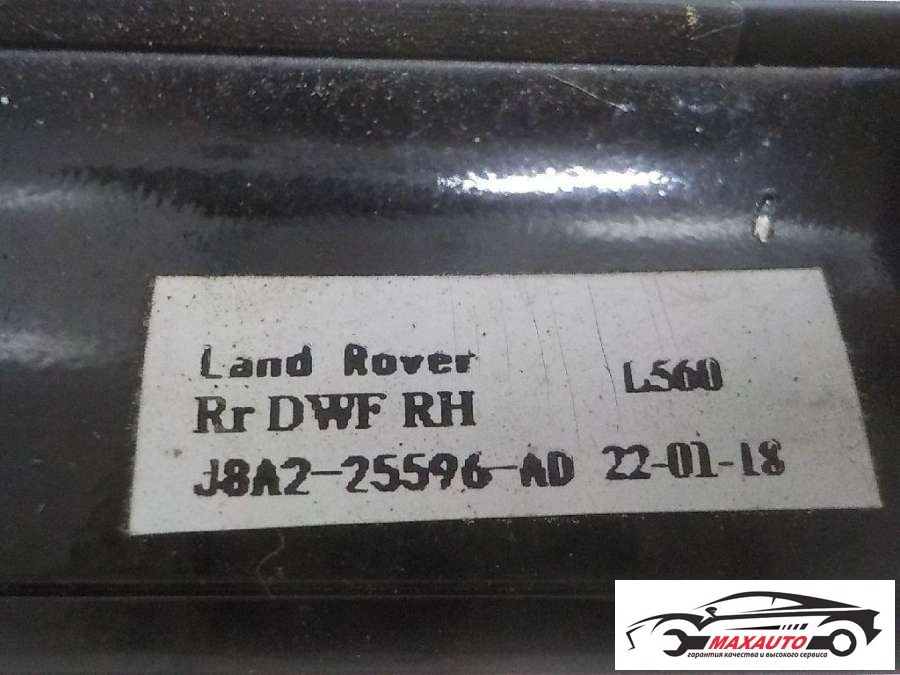 Land Rover
L560
Rr DWF RH
J8A2-25596-AD 22-01-18
MAXAUTO
гарантия качества и высокого сервиса